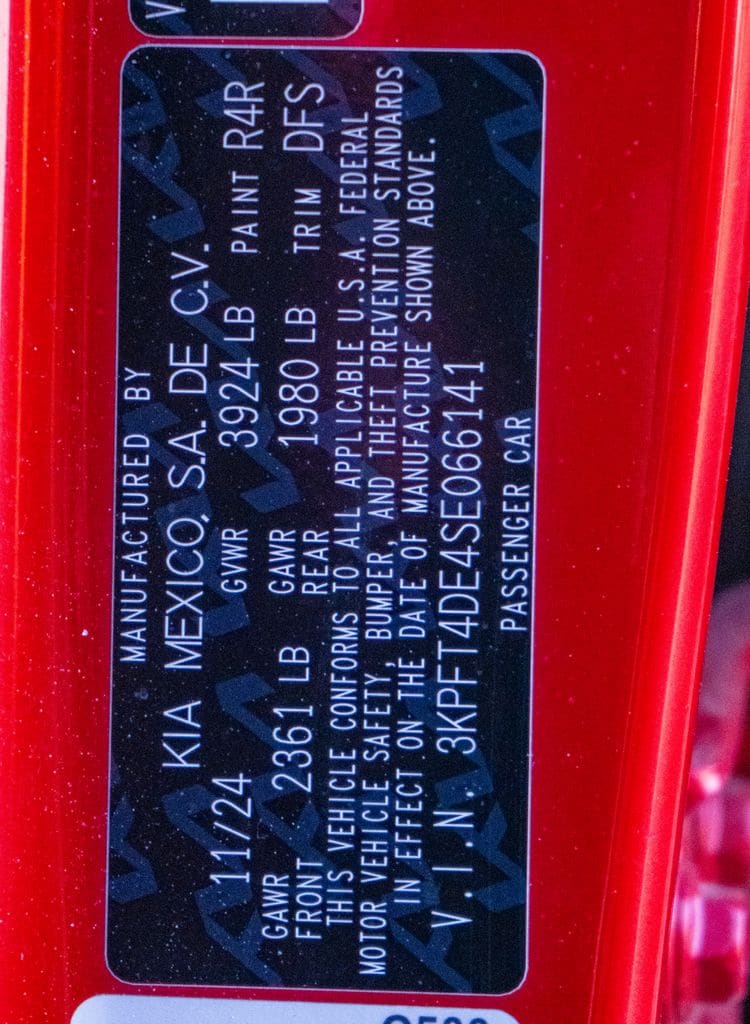 MANUFACTURED BY
KIA MEXICO, S.A. DE C.V.
11/24 GVWR 3924 LB PAINT R4R
GAWR FRONT 2361 LB GAWR REAR 1980 LB TRIM DFS
THIS VEHICLE CONFORMS TO ALL APPLICABLE U.S.A. FEDERAL
MOTOR VEHICLE SAFETY, BUMPER, AND THEFT PREVENTION STANDARDS
IN EFFECT ON THE DATE OF MANUFACTURE SHOWN ABOVE.
V.I.N. 3KPFT4DE4SE066141
PASSENGER CAR